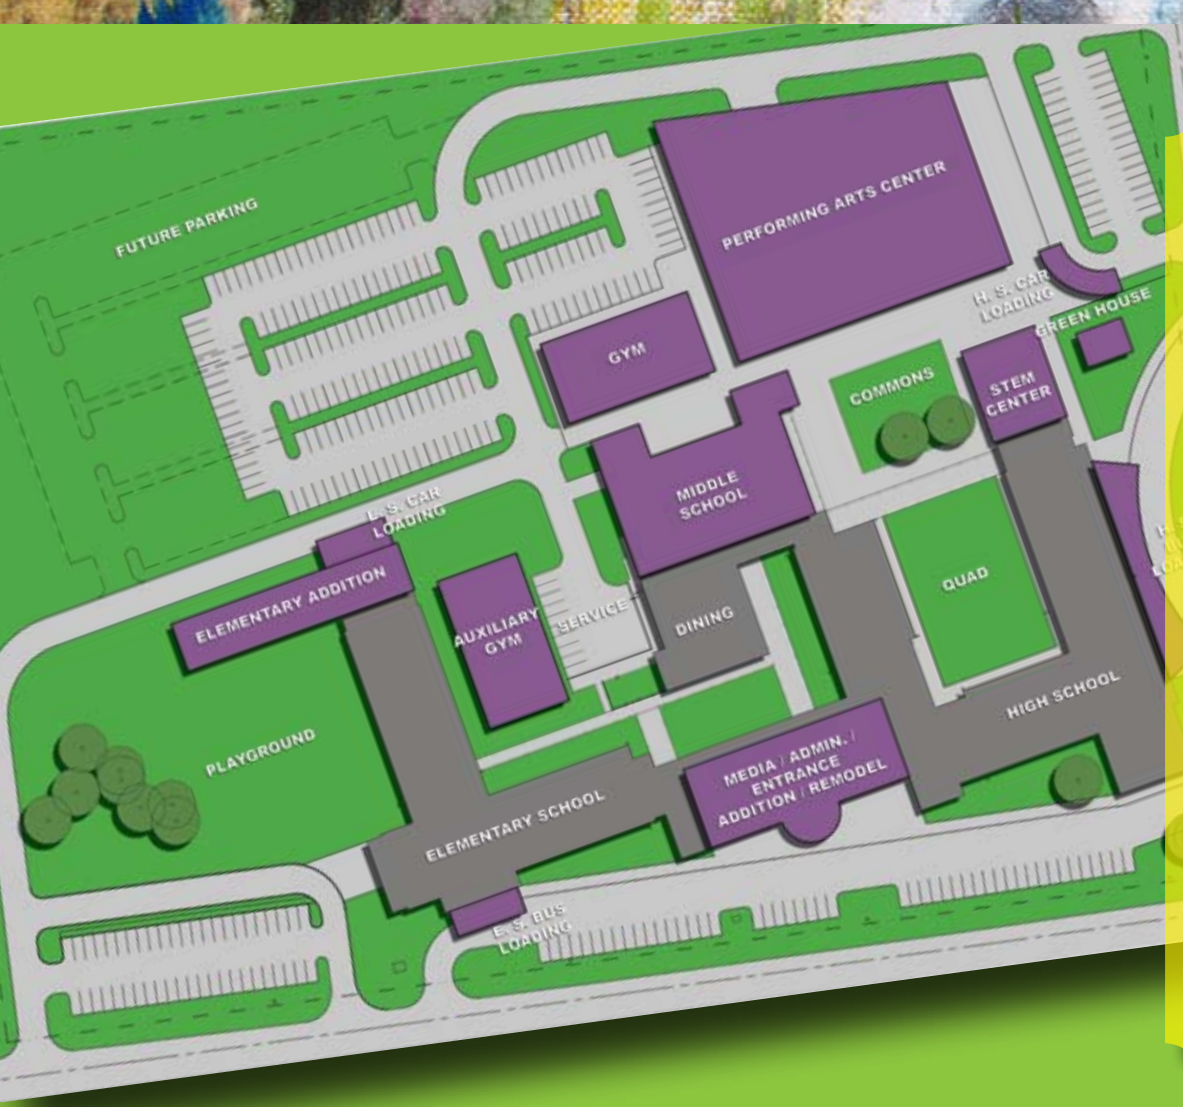 FUTURE PARKING
PERFORMING ARTS CENTER
H. S. CAR
LOADING
GREEN HOUSE
GYM
COMMONS
STEM
CENTER
MIDDLE
SCHOOL
E. S. CAR
LOADING
ELEMENTARY ADDITION
AUXILIARY
GYM
SERVICE
DINING
QUAD
HIGH SCHOOL
PLAYGROUND
MEDIA / ADMIN. /
ENTRANCE
ADDITION / REMODEL
ELEMENTARY SCHOOL
E. S. BUS
LOADING